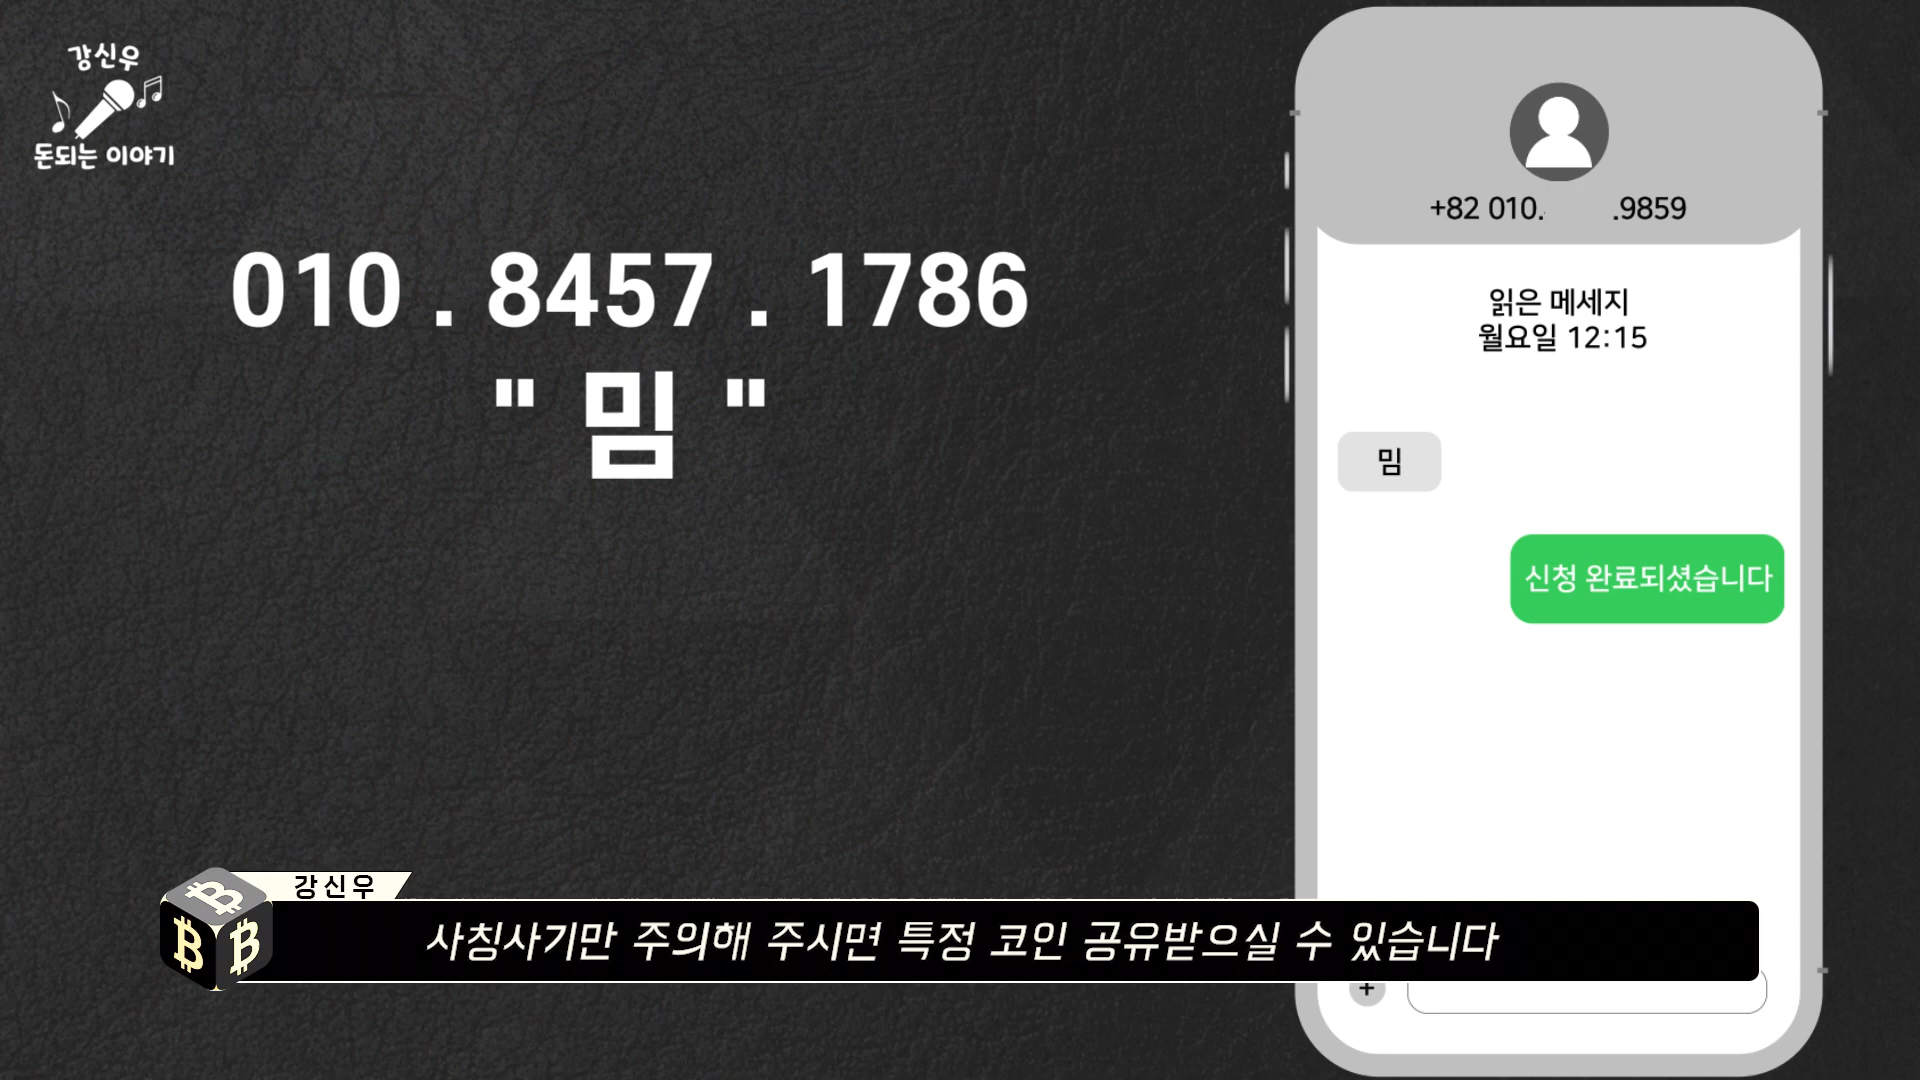 강신우
돈되는 이야기
010 . 8457 . 1786
" 밈 "
+82 010. .9859
읽은 메세지
월요일 12:15
밈
신청 완료되셨습니다
강신우
사칭사기만 주의해 주시면 특정 코인 공유받으실 수 있습니다
+